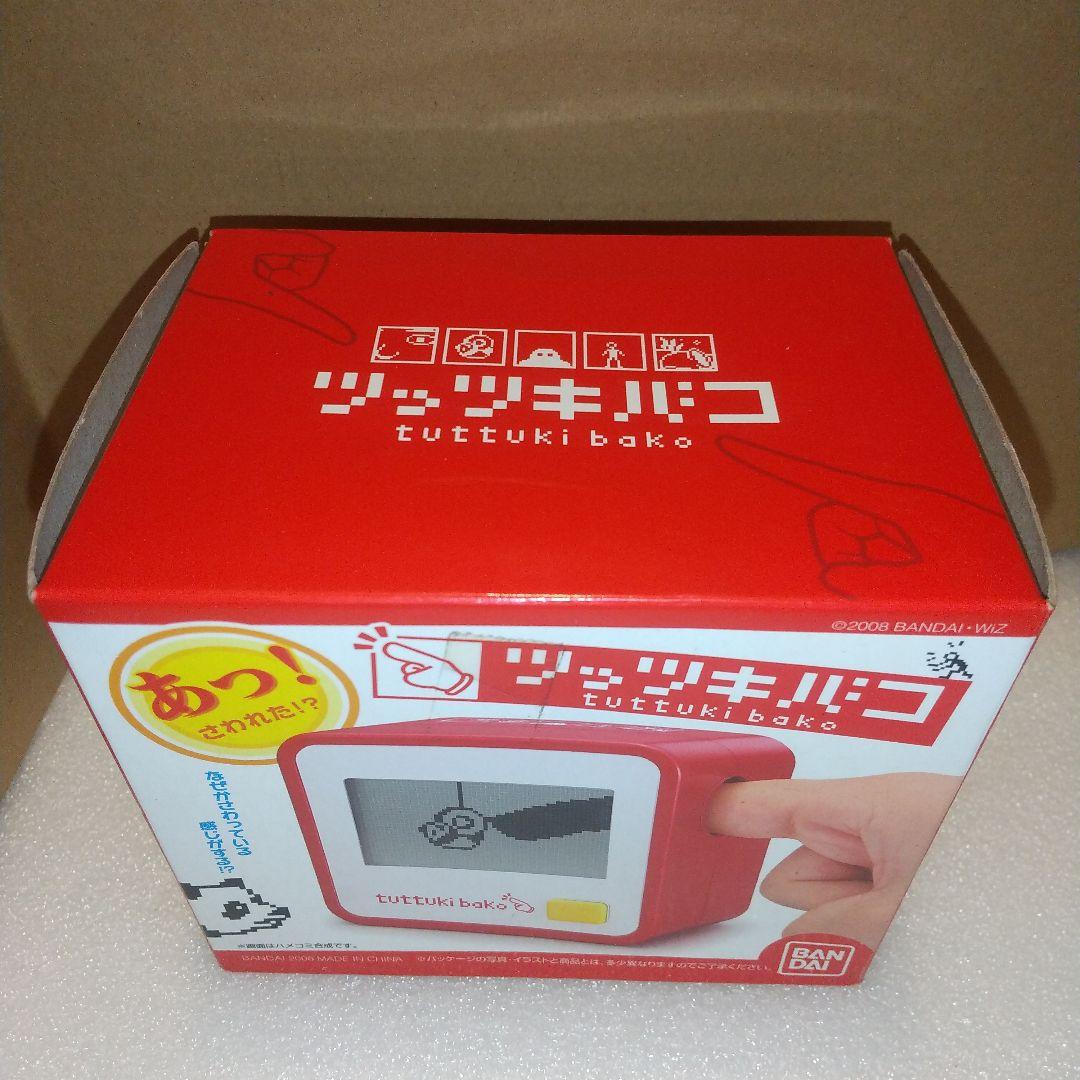 ツッツキバコ
tuttuki bako
©2008 BANDAI・WiZ
あっ!
さわれた!?
ツッツキバコ
tuttuki bako
なぜかさわっている
感じがする!?
tuttuki bako
※画面はハメコミ合成です。
BANDAI 2008 MADE IN CHINA ※パッケージの写真・イラストと商品とは、多少異なりますのでご了承ください。
BAN
DAI